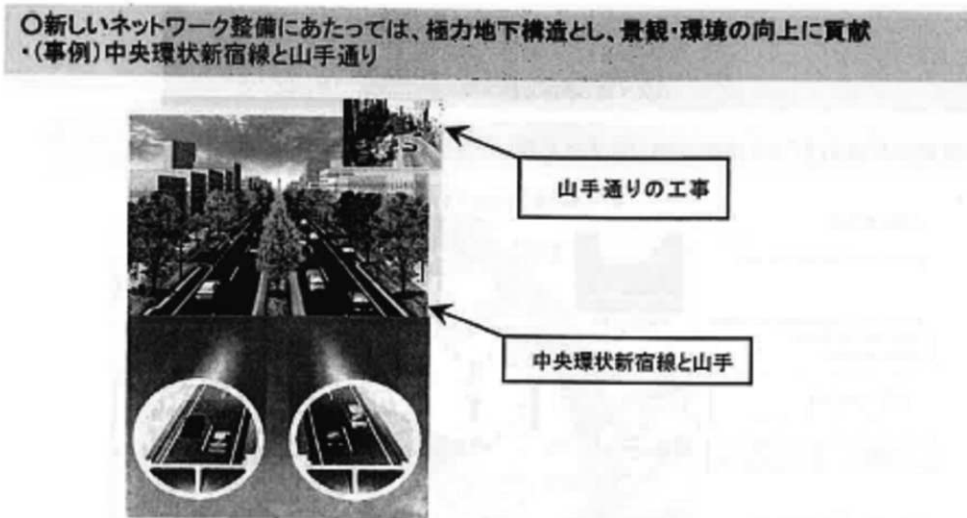 ○新しいネットワーク整備にあたっては、極力地下構造とし、景観・環境の向上に貢献
・(事例)中央環状新宿線と山手通り
山手通りの工事
中央環状新宿線と山手